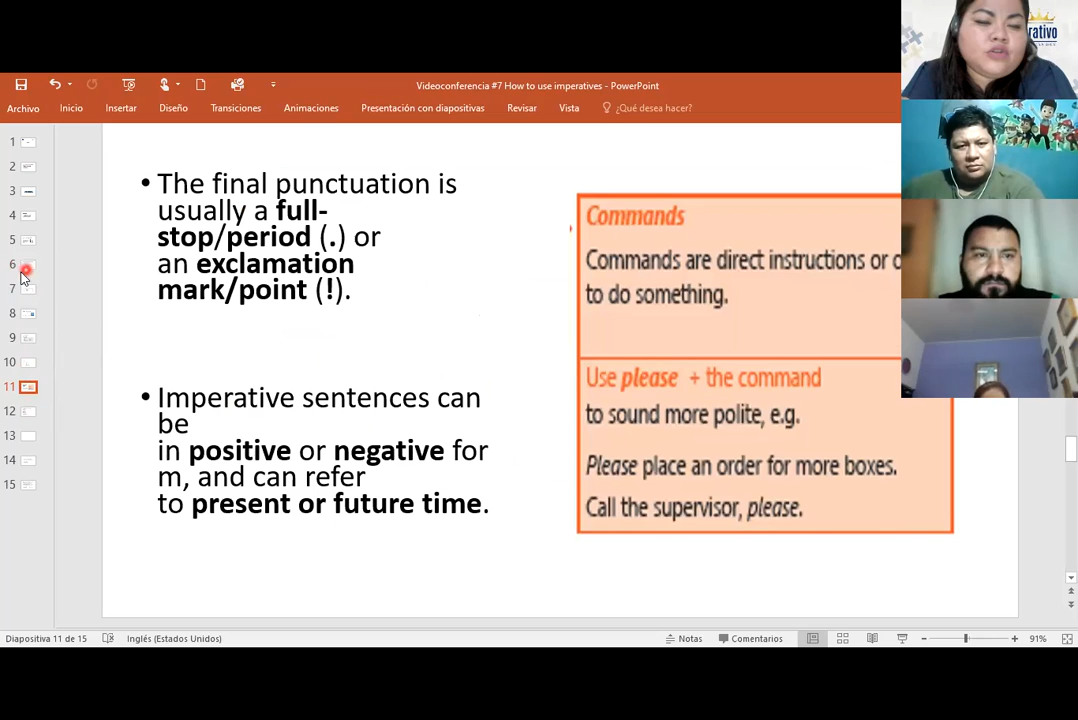 rativo
Videoconferencia #7 How to use imperatives - PowerPoint
Archivo
Inicio
Insertar
Diseño
Transiciones
Animaciones
Presentación con diapositivas
Revisar
Vista
¿Qué desea hacer?
1
2
3
4
5
6
7
8
9
10
11
12
13
14
15
• The final punctuation is
usually a full-
stop/period (.) or
an exclamation
mark/point (!).
• Imperative sentences can
be
in positive or negative for
m, and can refer
to present or future time.
Commands
Commands are direct instructions or
to do something.
Use please + the command
to sound more polite, e.g.
Please place an order for more boxes.
Call the supervisor, please.
Diapositiva 11 de 15
Inglés (Estados Unidos)
Notas
Comentarios
91%